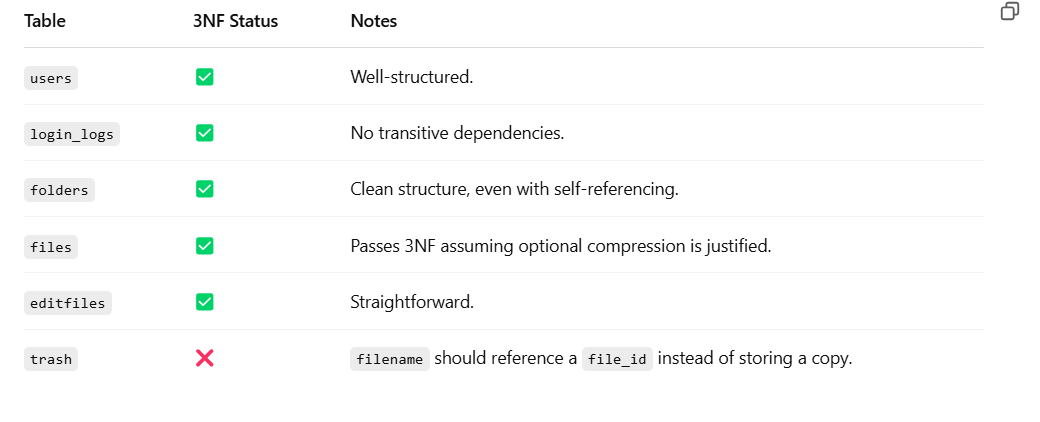 Table 3NF Status Notes
users ✅ Well-structured.
login_logs ✅ No transitive dependencies.
folders ✅ Clean structure, even with self-referencing.
files ✅ Passes 3NF assuming optional compression is justified.
editfiles ✅ Straightforward.
trash ❌ filename should reference a file_id instead of storing a copy.